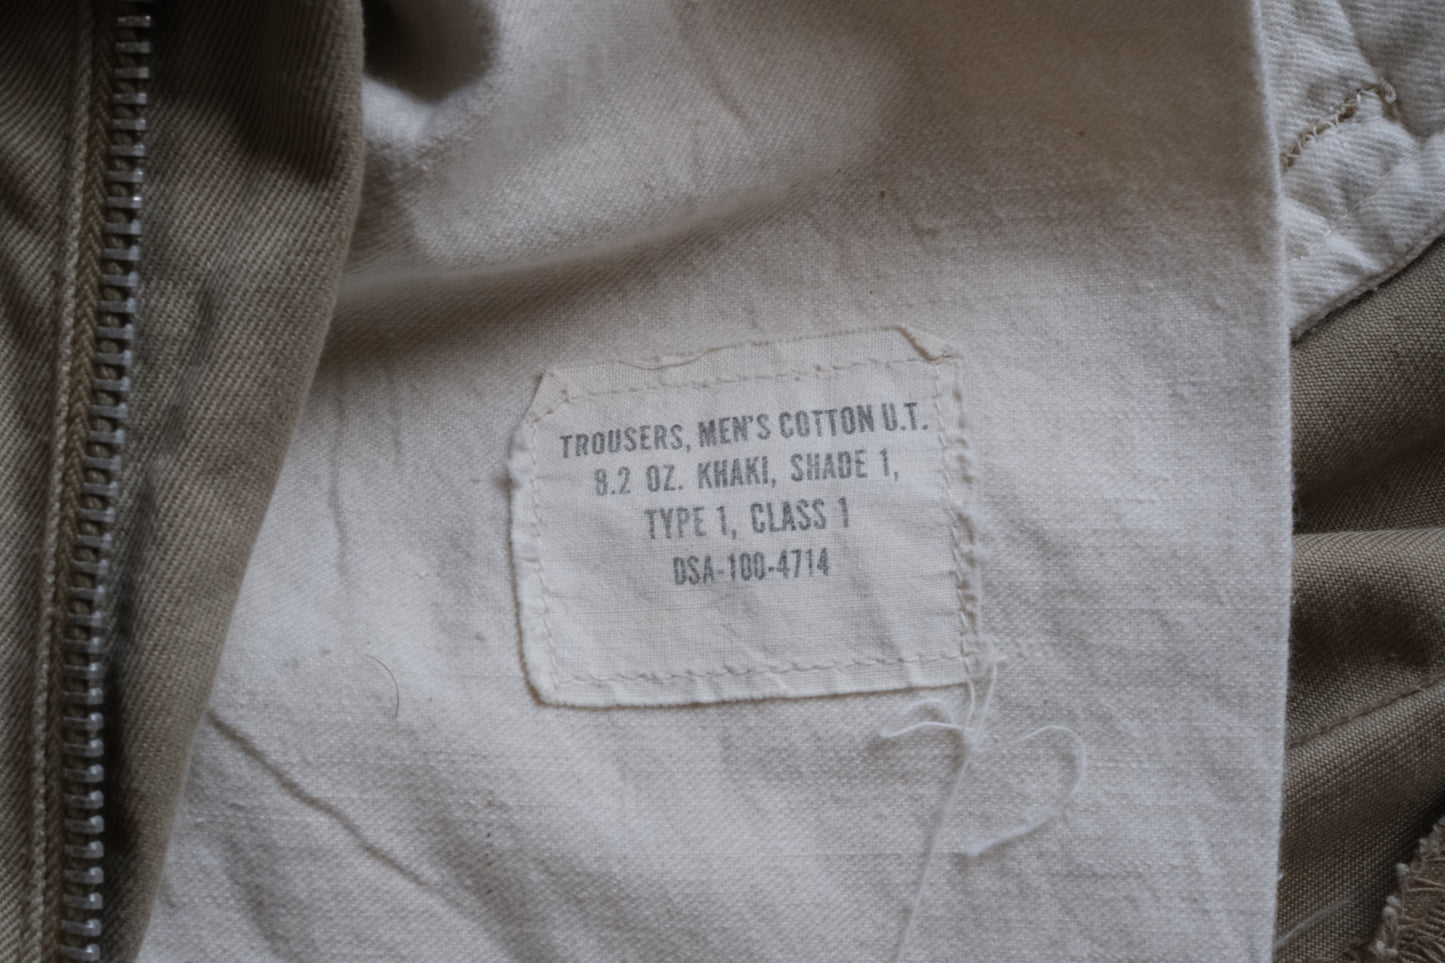 TROUSERS, MEN'S COTTON U.T.
8.2 OZ. KHAKI, SHADE 1,
TYPE 1, CLASS 1
DSA-100-4714